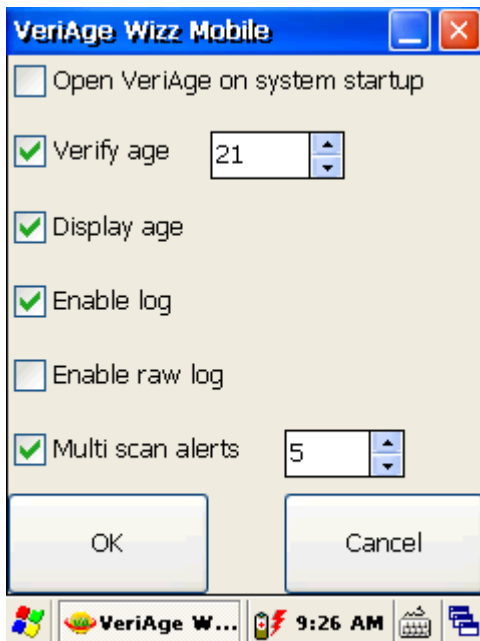 VeriAge Wizz Mobile
Open VeriAge on system startup
Verify age 21
Display age
Enable log
Enable raw log
Multi scan alerts 5
OK Cancel
VeriAge W... 9:26 AM